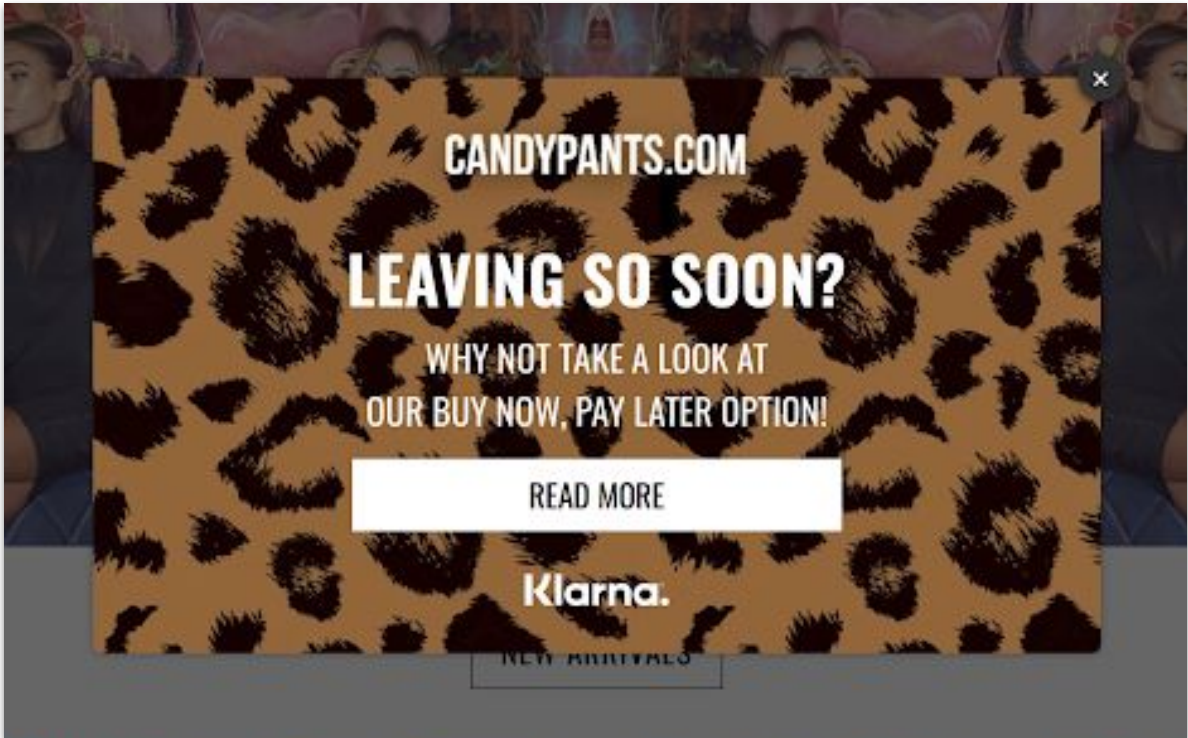 CANDYPANTS.COM
LEAVING SO SOON?
WHY NOT TAKE A LOOK AT
OUR BUY NOW, PAY LATER OPTION!
READ MORE
Klarna.
NEW ARRIVALS